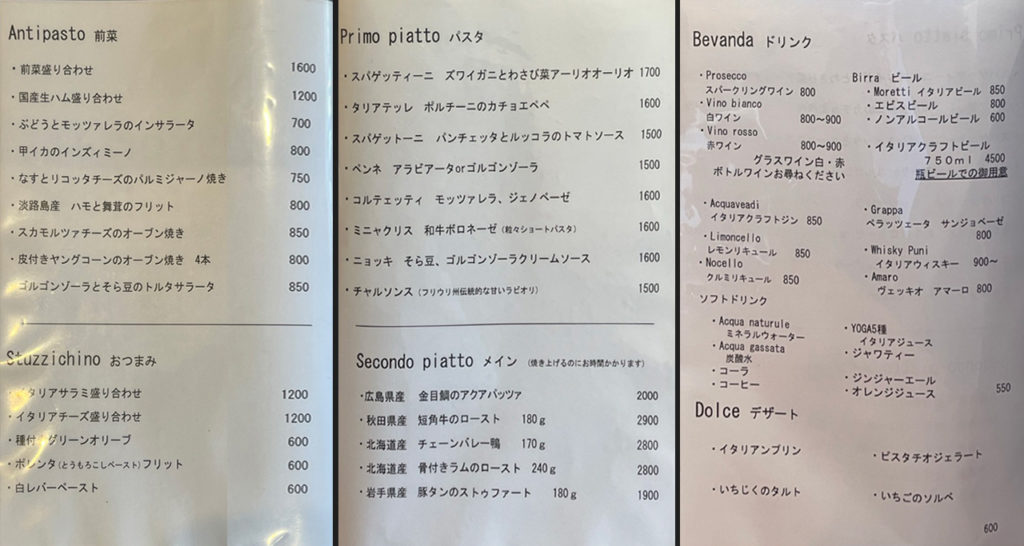 Antipasto 前菜
・前菜盛り合わせ 1600
・国産生ハム盛り合わせ 1200
・ぶどうとモッツァレラのインサラータ 700
・甲イカのインズィミーノ 800
・なすとリコッタチーズのパルミジャーノ焼き 750
・淡路島産 ハモと舞茸のフリット 800
・スカモルツァチーズのオーブン焼き 850
・皮付きヤングコーンのオーブン焼き 4本 800
ゴルゴンゾーラとそら豆のトルタサラータ 850
Stuzzichino おつまみ
イタリアサラミ盛り合わせ 1200
・イタリアチーズ盛り合わせ 1200
・種付 グリーンオリーブ 600
・ポレンタ(とうもろこしペースト)フリット 600
・白レバーペースト 600
Primo piatto パスタ
・スパゲッティーニ ズワイガニとわさび菜アーリオオーリオ 1700
・タリアテッレ ポルチーニのカチョエペペ 1600
・スパゲットーニ パンチェッタとルッコラのトマトソース 1500
・ペンネ アラビアータorゴルゴンゾーラ 1500
・コルテェッティ モッツァレラ、ジェノベーゼ 1600
・ミニャクリス 和牛ボロネーゼ(粒々ショートパスタ) 1600
・ニョッキ そら豆、ゴルゴンゾーラクリームソース 1600
・チャルソンス(フリウリ州伝統的な甘いラビオリ) 1500
Secondo piatto メイン (焼き上げるのにお時間かかります)
・広島県産 金目鯛のアクアパッツァ 2000
・秋田県産 短角牛のロースト 180g 2900
・北海道産 チェーンバレー鴨 170g 2800
・北海道産 骨付きラムのロースト 240g 2800
・岩手県産 豚タンのストゥファート 180g 1900
Bevanda ドリンク
・Prosecco
スパークリングワイン 800
・Vino bianco
白ワイン 800〜900
・Vino rosso
赤ワイン 800〜900
グラスワイン白・赤
ボトルワインお尋ねください
Birra ビール
・Moretti イタリアビール 850
・エビスビール 800
・ノンアルコールビール 600
・イタリアクラフトビール
750ml 4500
瓶ビールでの御用意
・Acquaveadi
イタリアクラフトジン 850
・Limoncello
レモンリキュール 850
・Nocello
クルミリキュール 850
・Grappa
ベラッツェータ サンジョベーゼ
800
・Whisky Puni
イタリアウィスキー 900〜
・Amaro
ヴェッキオ アマーロ 800
ソフトドリンク
・Acqua naturule
ミネラルウォーター
・Acqua gassata
炭酸水
・コーラ
・コーヒー
・YOGA5種
イタリアジュース
・ジャワティー
・ジンジャーエール
・オレンジジュース 550
Dolce デザート
・イタリアンプリン
・ピスタチオジェラート
・いちじくのタルト
・いちごのソルベ
600